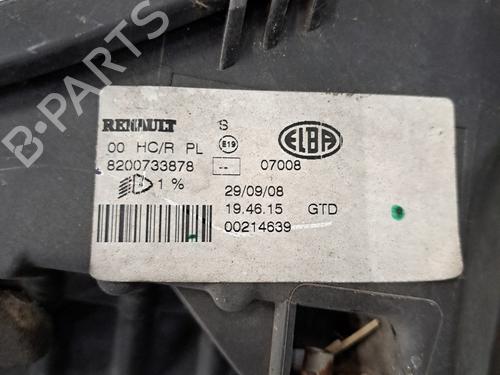 B-PARTS
RENAULT S ELBA
00 HC/R PL E19
8200733878 -- 07008
1 % 29/09/08
19.46.15 GTD
00214639